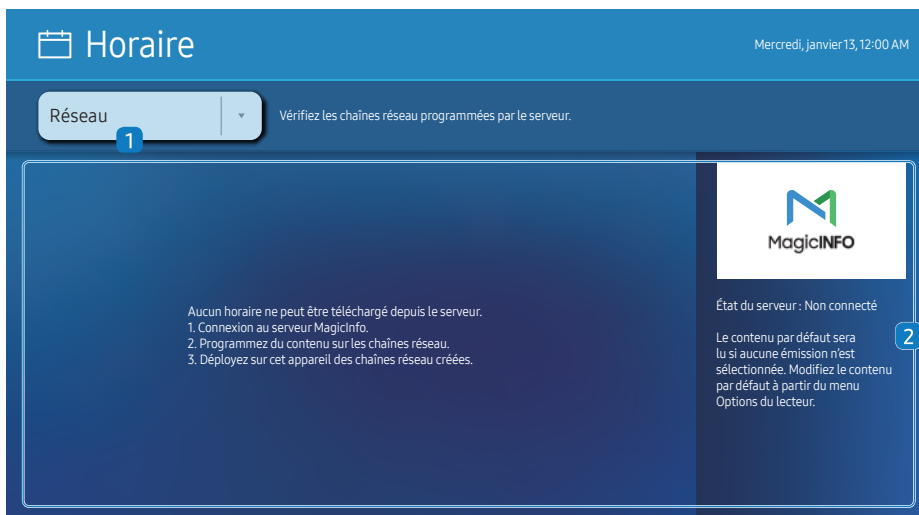 Horaire
Mercredi, janvier 13, 12:00 AM
Réseau
1
Vérifiez les chaînes réseau programmées par le serveur.
Aucun horaire ne peut être téléchargé depuis le serveur.
1. Connexion au serveur MagicInfo.
2. Programmez du contenu sur les chaînes réseau.
3. Déployez sur cet appareil des chaînes réseau créées.
MagicINFO
État du serveur : Non connecté
Le contenu par défaut sera
lu si aucune émission n'est
sélectionnée. Modifiez le contenu
par défaut à partir du menu
Options du lecteur.
2